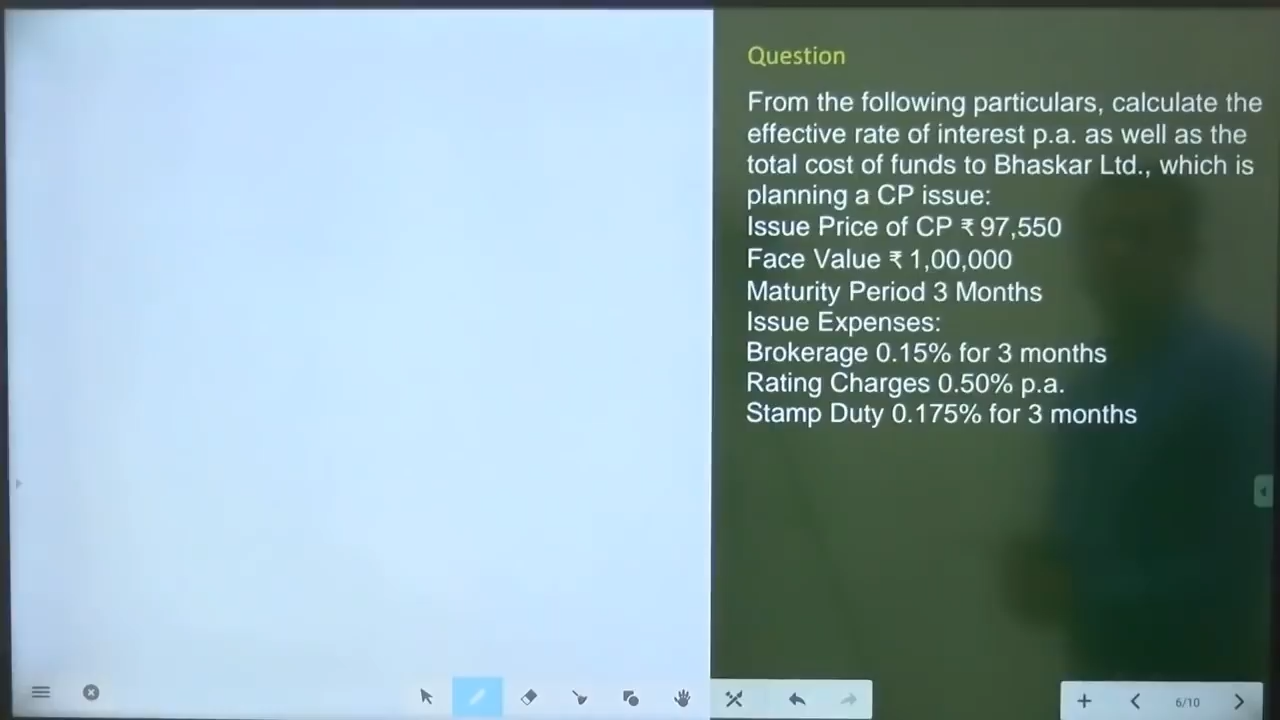 Question
From the following particulars, calculate the
effective rate of interest p.a. as well as the
total cost of funds to Bhaskar Ltd., which is
planning a CP issue:
Issue Price of CP ₹ 97,550
Face Value ₹ 1,00,000
Maturity Period 3 Months
Issue Expenses:
Brokerage 0.15% for 3 months
Rating Charges 0.50% p.a.
Stamp Duty 0.175% for 3 months
6/10